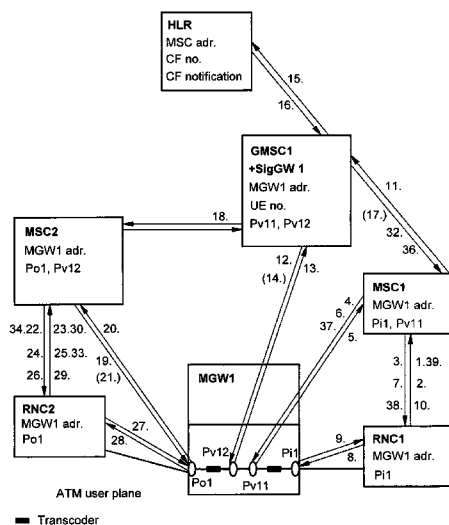 HLR
MSC adr.
CF no.
CF notification
15.
16.
GMSC1
+SigGW 1
MGW1 adr.
UE no.
Pv11, Pv12
11.
(17.)
32.
36.
18.
MSC2
MGW1 adr.
Po1, Pv12
12.
(14.)
13.
MSC1
MGW1 adr.
Pi1, Pv11
4.
6.
37.
5.
34.22.
23.30.
20.
24.
25.33.
19.
26.
29.
(21.)
3.
1.39.
7.
2.
38.
10.
MGW1
RNC2
MGW1 adr.
Po1
27.
28.
Pv12
Pi1
9.
8.
RNC1
MGW1 adr.
Pi1
Po1
Pv11
ATM user plane
Transcoder